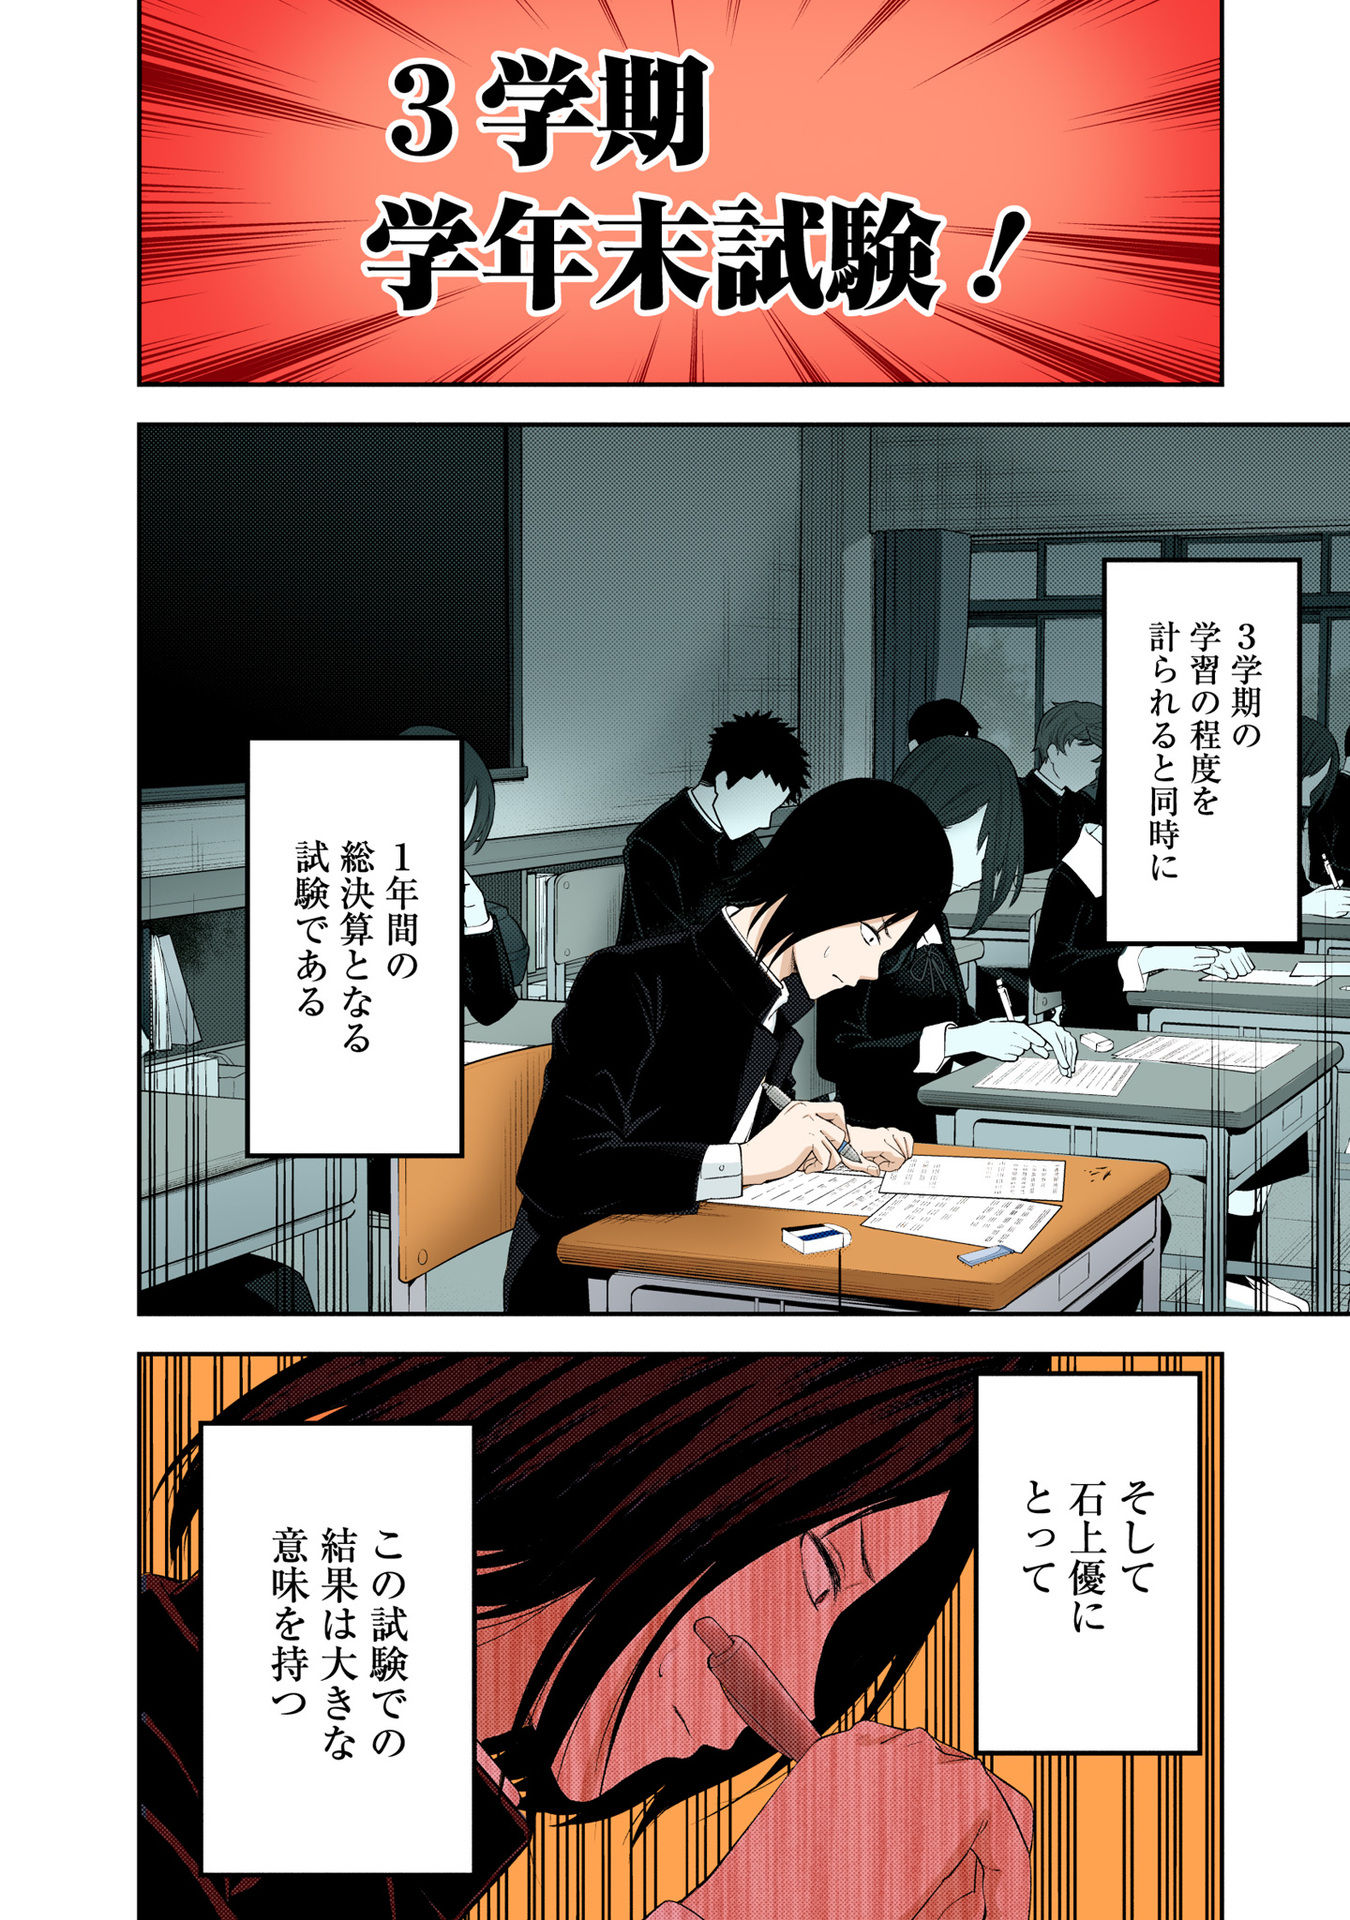 3学期
学年末試験！
3学期の
学習の程度を
計られると同時に
1年間の
総決算となる
試験である
そして
石上優に
とって
この試験での
結果は大きな
意味を持つ